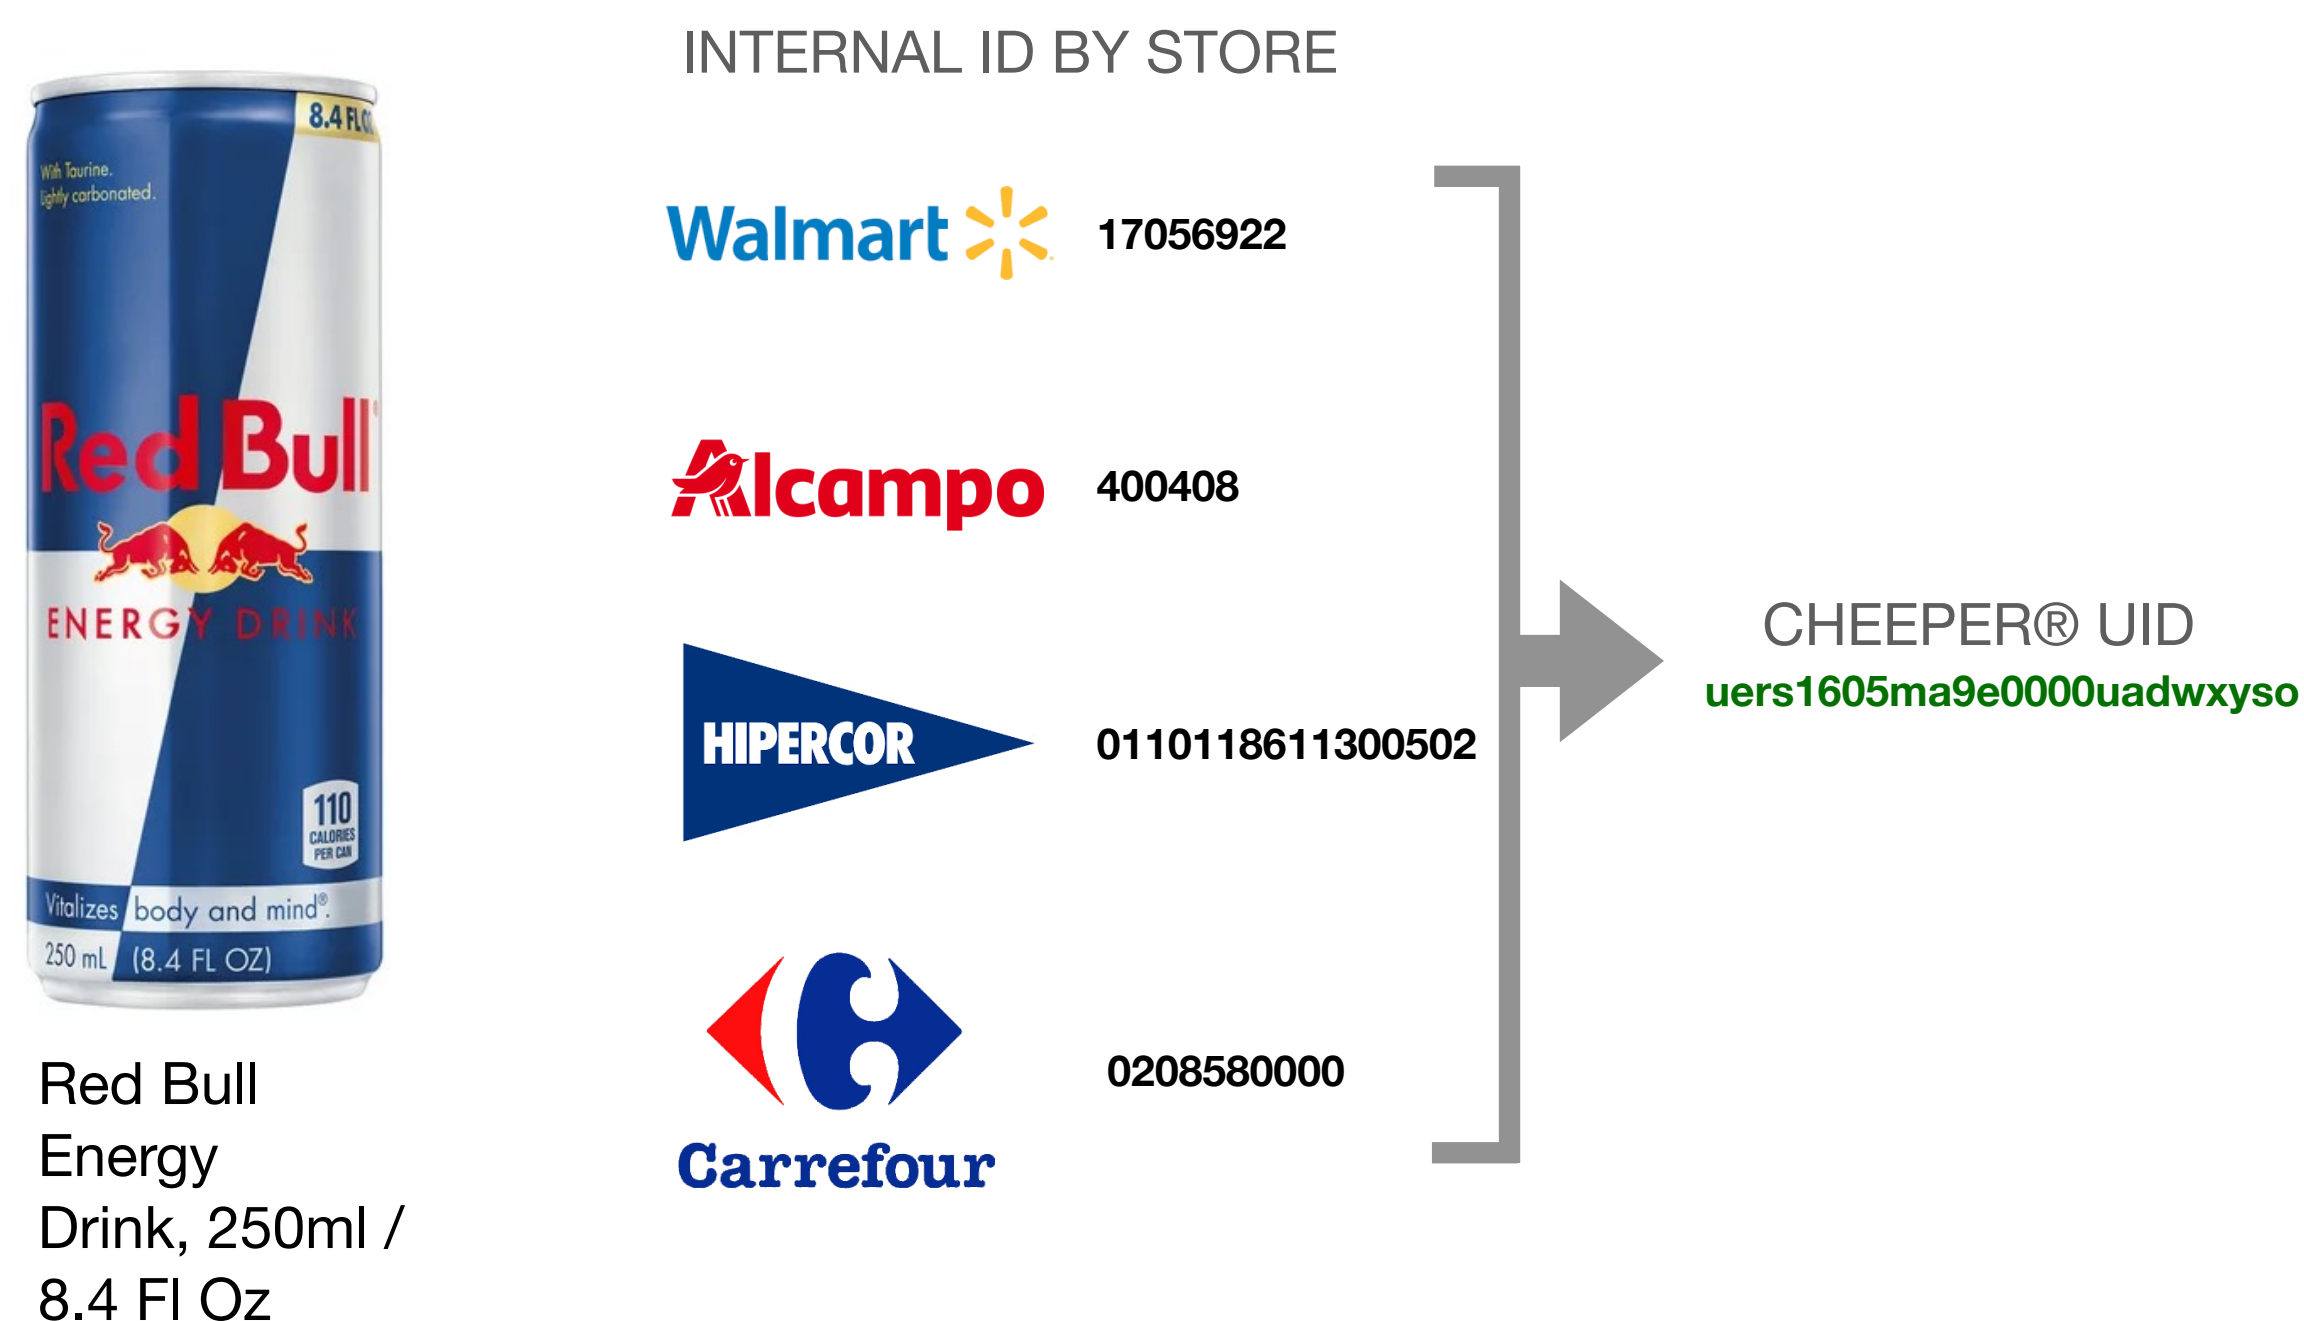 INTERNAL ID BY STORE
8.4 FL OZ
With Taurine.
Lightly carbonated.
Red Bull®
ENERGY DRINK
110
CALORIES
PER CAN
Vitalizes body and mind®.
250 mL (8.4 FL OZ)
Red Bull
Energy
Drink, 250ml /
8.4 Fl Oz
Walmart 17056922
Alcampo 400408
HIPERCOR 0110118611300502
0208580000
Carrefour
CHEEPER® UID
uers1605ma9e0000uadwxyso